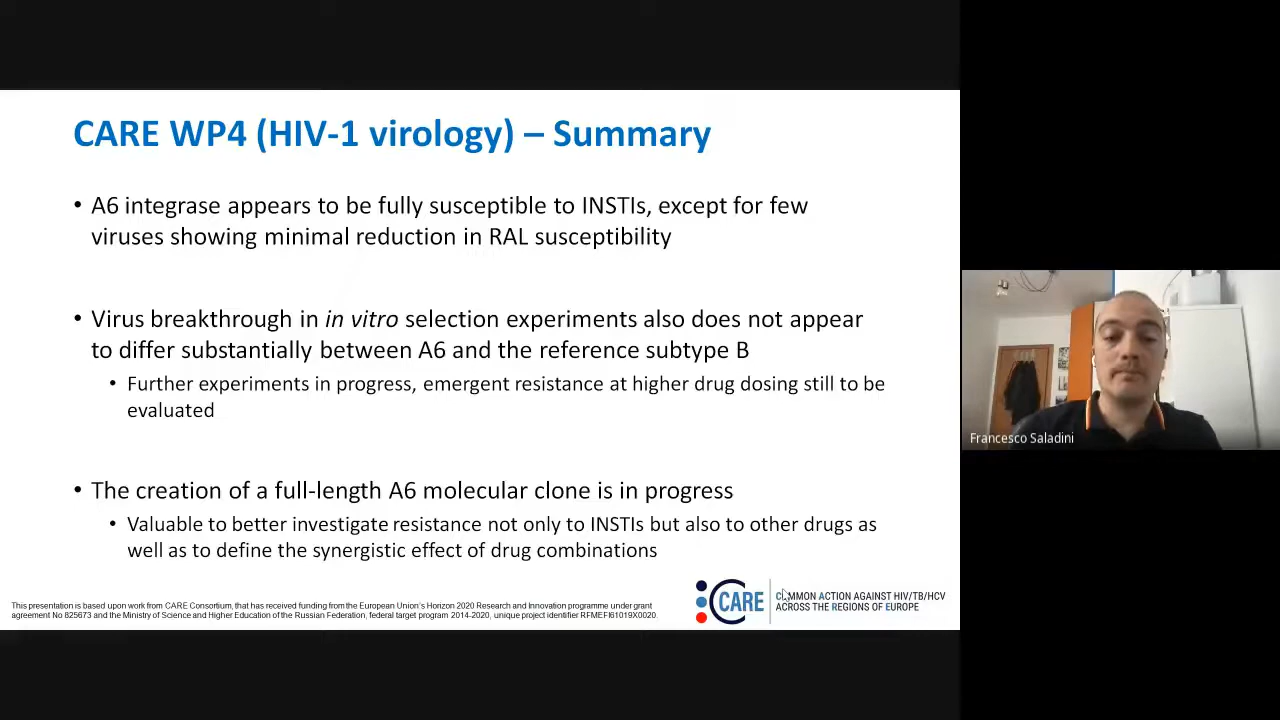 CARE WP4 (HIV-1 virology) – Summary
• A6 integrase appears to be fully susceptible to INSTIs, except for few
viruses showing minimal reduction in RAL susceptibility
• Virus breakthrough in in vitro selection experiments also does not appear
to differ substantially between A6 and the reference subtype B
• Further experiments in progress, emergent resistance at higher drug dosing still to be
evaluated
• The creation of a full-length A6 molecular clone is in progress
• Valuable to better investigate resistance not only to INSTIs but also to other drugs as
well as to define the synergistic effect of drug combinations
This presentation is based upon work from CARE Consortium, that has received funding from the European Union's Horizon 2020 Research and Innovation programme under grant
agreement No 825673 and the Ministry of Science and Higher Education of the Russian Federation, federal target program 2014-2020, unique project identifier RFMEFI61019X0020.
CARE
COMMON ACTION AGAINST HIV/TB/HCV
ACROSS THE REGIONS OF EUROPE
Francesco Saladini